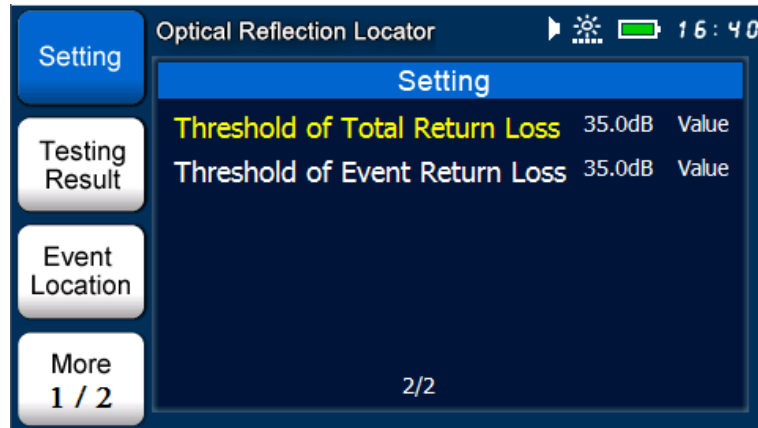 Optical Reflection Locator 16:40
Setting
Setting
Threshold of Total Return Loss 35.0dB Value
Threshold of Event Return Loss 35.0dB Value
Testing
Result
Event
Location
More
1 / 2
2/2